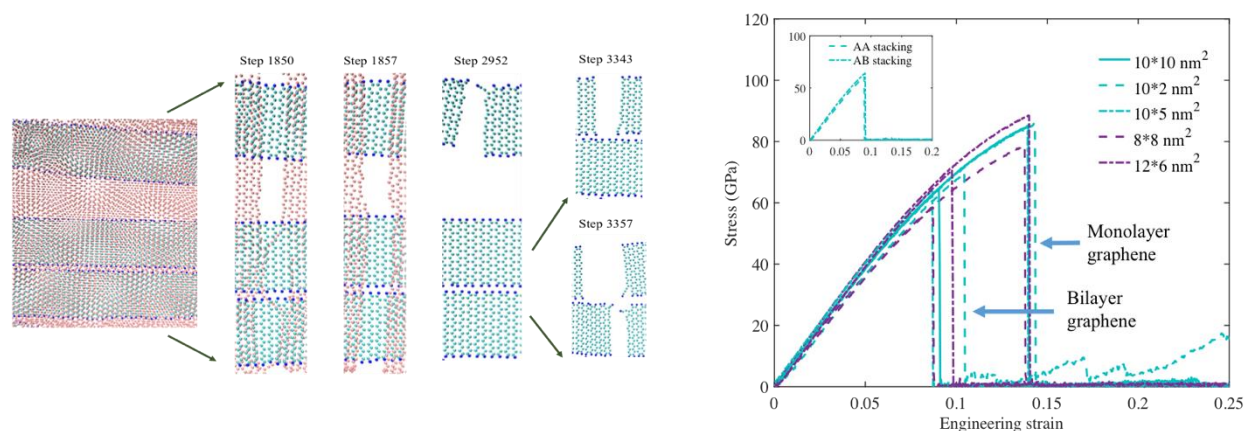 Step 1850
Step 1857
Step 2952
Step 3343
Step 3357
120
100
80
60
40
20
0
Stress (GPa)
0
0.05
0.1
0.15
0.2
0.25
Engineering strain
100
50
0
0
0.05
0.1
0.15
0.2
AA stacking
AB stacking
10*10 nm²
10*2 nm²
10*5 nm²
8*8 nm²
12*6 nm²
Monolayer
graphene
Bilayer
graphene